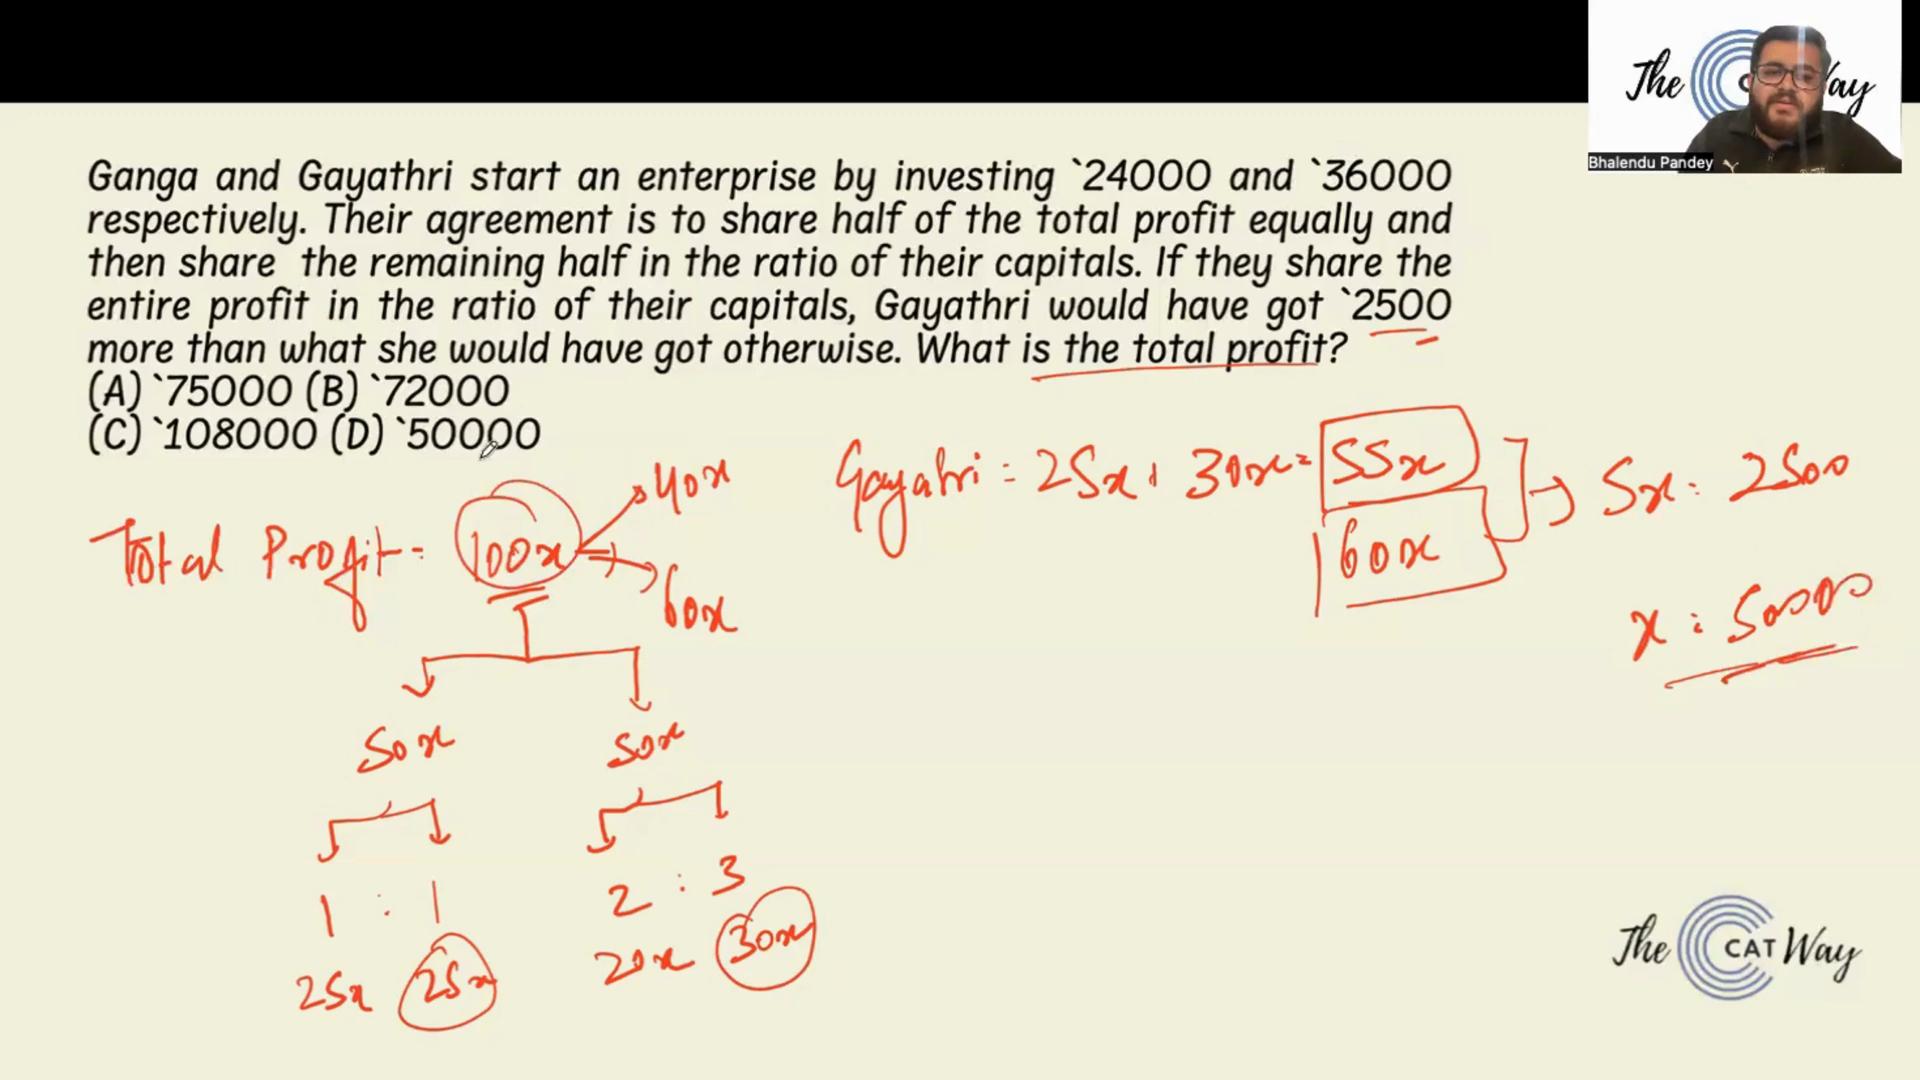 The CAT Way
Bhalendu Pandey
Ganga and Gayathri start an enterprise by investing `24000 and `36000
respectively. Their agreement is to share half of the total profit equally and
then share the remaining half in the ratio of their capitals. If they share the
entire profit in the ratio of their capitals, Gayathri would have got `2500
more than what she would have got otherwise. What is the total profit?
(A) `75000 (B) `72000
(C) `108000 (D) `50000
Gayahri = 25x + 30x = 55x
60x
5x = 2500
x = 50000
Total Profit = 100x
40x
60x
50x 50x
1 : 1 2 : 3
25x 25x 20x 30x
The CAT Way